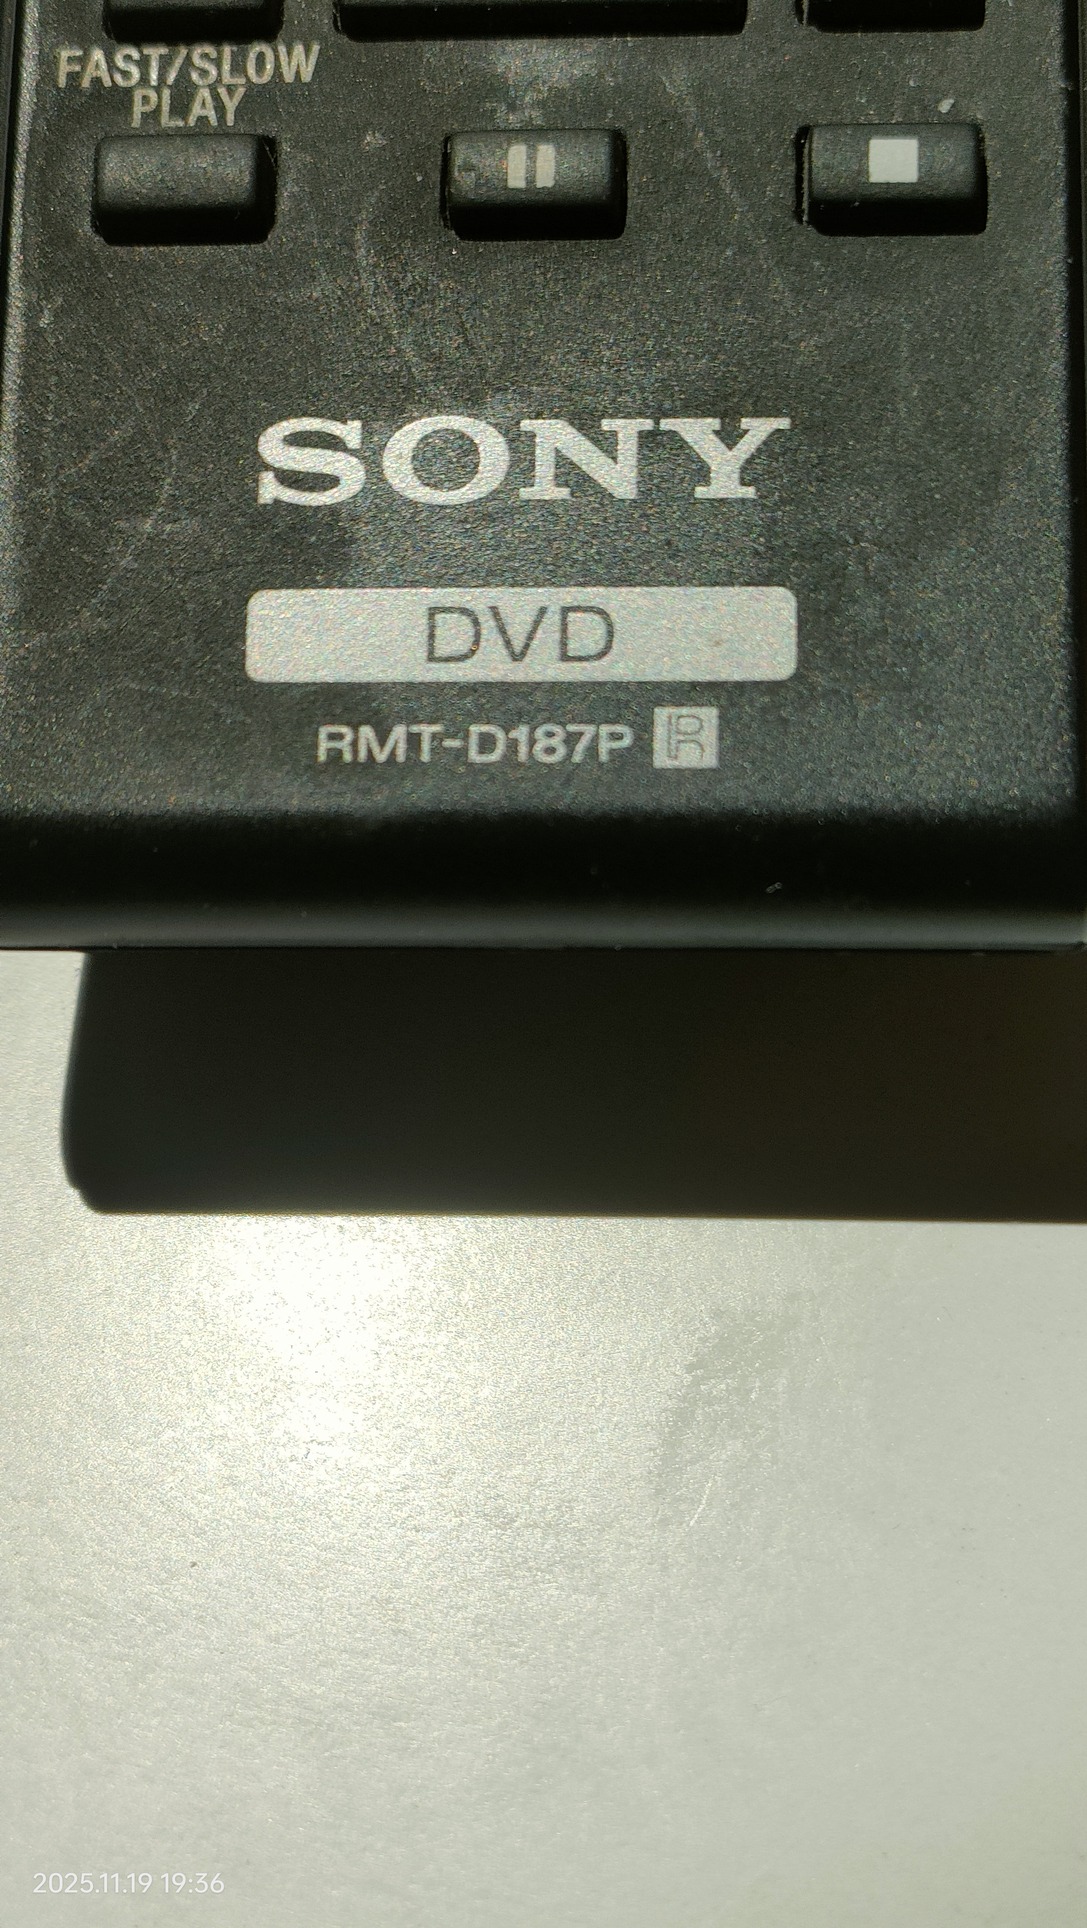 FAST/SLOW
PLAY
SONY
DVD
RMT-D187P R
2025.11.19 19:36